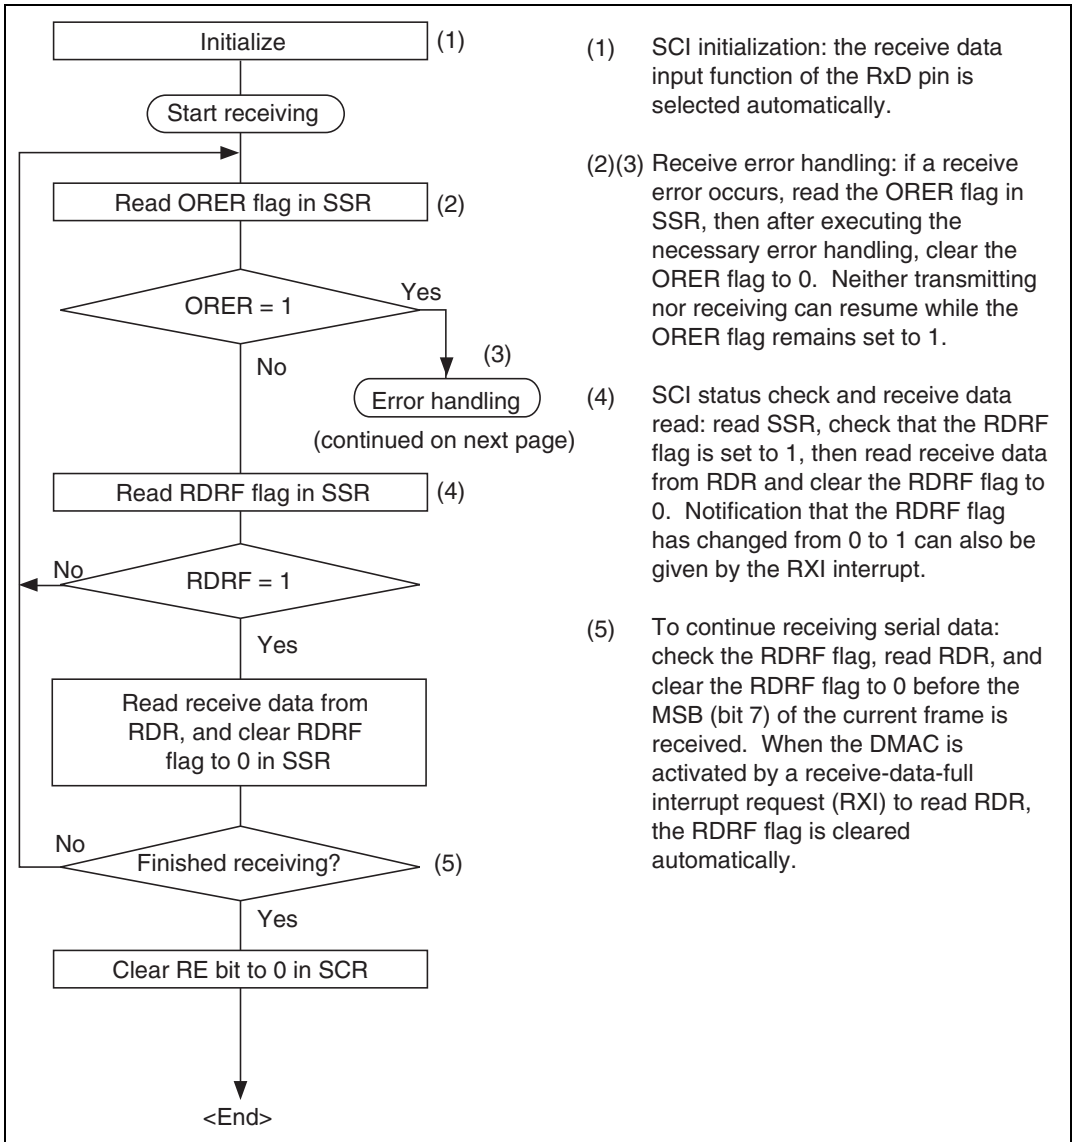 Initialize
(1)
Start receiving
Read ORER flag in SSR
(2)
ORER = 1
Yes
No
(3)
Error handling
(continued on next page)
Read RDRF flag in SSR
(4)
No
RDRF = 1
Yes
Read receive data from
RDR, and clear RDRF
flag to 0 in SSR
No
Finished receiving?
(5)
Yes
Clear RE bit to 0 in SCR
<End>
(1) SCI initialization: the receive data
input function of the RxD pin is
selected automatically.
(2)(3) Receive error handling: if a receive
error occurs, read the ORER flag in
SSR, then after executing the
necessary error handling, clear the
ORER flag to 0. Neither transmitting
nor receiving can resume while the
ORER flag remains set to 1.
(4) SCI status check and receive data
read: read SSR, check that the RDRF
flag is set to 1, then read receive data
from RDR and clear the RDRF flag to
0. Notification that the RDRF flag
has changed from 0 to 1 can also be
given by the RXI interrupt.
(5) To continue receiving serial data:
check the RDRF flag, read RDR, and
clear the RDRF flag to 0 before the
MSB (bit 7) of the current frame is
received. When the DMAC is
activated by a receive-data-full
interrupt request (RXI) to read RDR,
the RDRF flag is cleared
automatically.